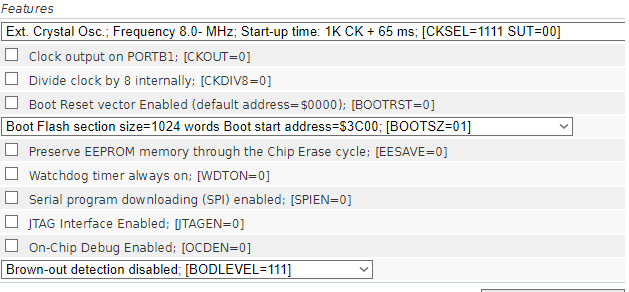 Features
Ext. Crystal Osc.; Frequency 8.0- MHz; Start-up time: 1K CK + 65 ms; [CKSEL=1111 SUT=00]
Clock output on PORTB1; [CKOUT=0]
Divide clock by 8 internally; [CKDIV8=0]
Boot Reset vector Enabled (default address=$0000); [BOOTRST=0]
Boot Flash section size=1024 words Boot start address=$3C00; [BOOTSZ=01]
Preserve EEPROM memory through the Chip Erase cycle; [EESAVE=0]
Watchdog timer always on; [WDTON=0]
Serial program downloading (SPI) enabled; [SPIEN=0]
JTAG Interface Enabled; [JTAGEN=0]
On-Chip Debug Enabled; [OCDEN=0]
Brown-out detection disabled; [BODLEVEL=111]